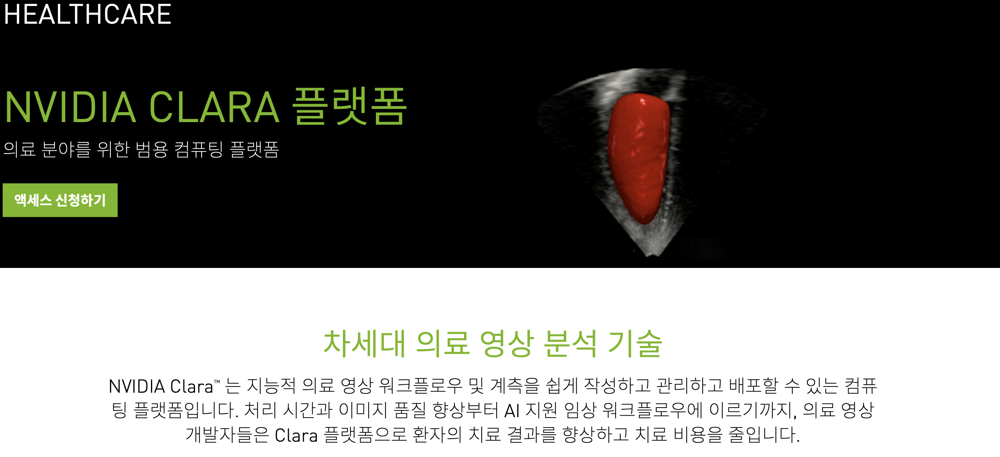 HEALTHCARE
NVIDIA CLARA 플랫폼
의료 분야를 위한 범용 컴퓨팅 플랫폼
액세스 신청하기
차세대 의료 영상 분석 기술
NVIDIA Clara™ 는 지능적 의료 영상 워크플로우 및 계측을 쉽게 작성하고 관리하고 배포할 수 있는 컴퓨
팅 플랫폼입니다. 처리 시간과 이미지 품질 향상부터 AI 지원 임상 워크플로우에 이르기까지, 의료 영상
개발자들은 Clara 플랫폼으로 환자의 치료 결과를 향상하고 치료 비용을 줄입니다.